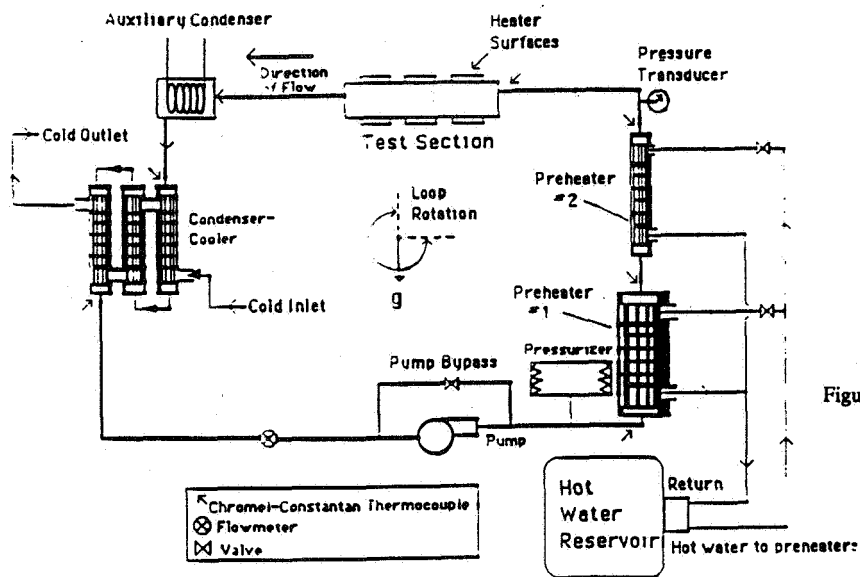 Auxiliary Condenser
Heater
Surfaces
Direction
of Flow
Pressure
Transducer
Test Section
Cold Outlet
Preheater
#2
Loop
Rotation
Condenser-
Cooler
g
Cold Inlet
Preheater
#1
Pressurizer
Pump Bypass
Pump
Figu
Chromel-Constantan Thermocouple
Flowmeter
Valve
Hot
Water
Reservoir
Return
Hot water to preheaters